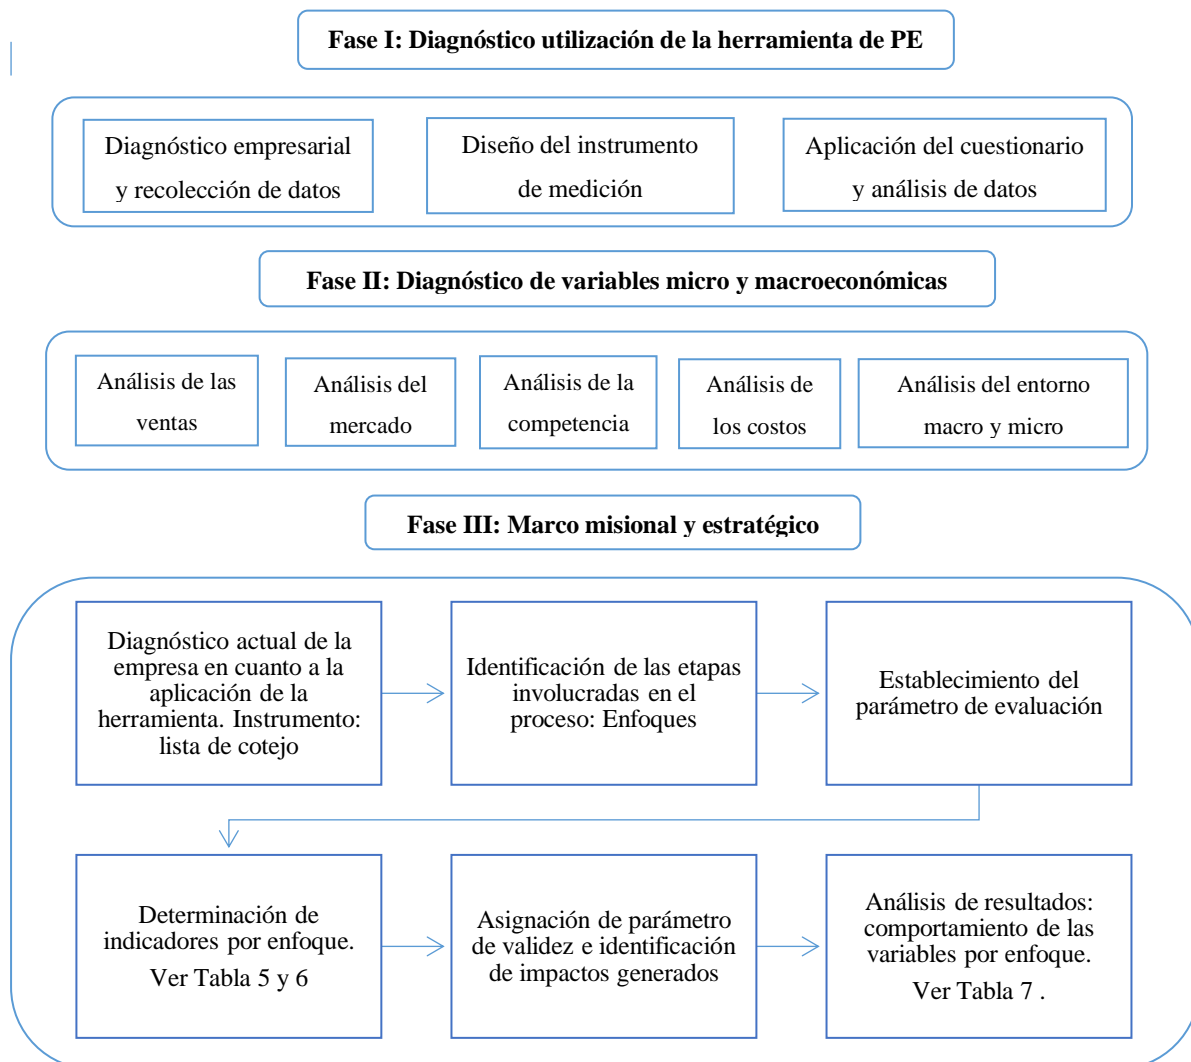 Fase I: Diagnóstico utilización de la herramienta de PE
Diagnóstico empresarial
y recolección de datos
Diseño del instrumento
de medición
Aplicación del cuestionario
y análisis de datos
Fase II: Diagnóstico de variables micro y macroeconómicas
Análisis de las
ventas
Análisis del
mercado
Análisis de la
competencia
Análisis de
los costos
Análisis del entorno
macro y micro
Fase III: Marco misional y estratégico
Diagnóstico actual de la
empresa en cuanto a la
aplicación de la
herramienta. Instrumento:
lista de cotejo
Identificación de las etapas
involucradas en el
proceso: Enfoques
Establecimiento del
parámetro de evaluación
Determinación de
indicadores por enfoque.
Ver Tabla 5 y 6
Asignación de parámetro
de validez e identificación
de impactos generados
Análisis de resultados:
comportamiento de las
variables por enfoque.
Ver Tabla 7 .